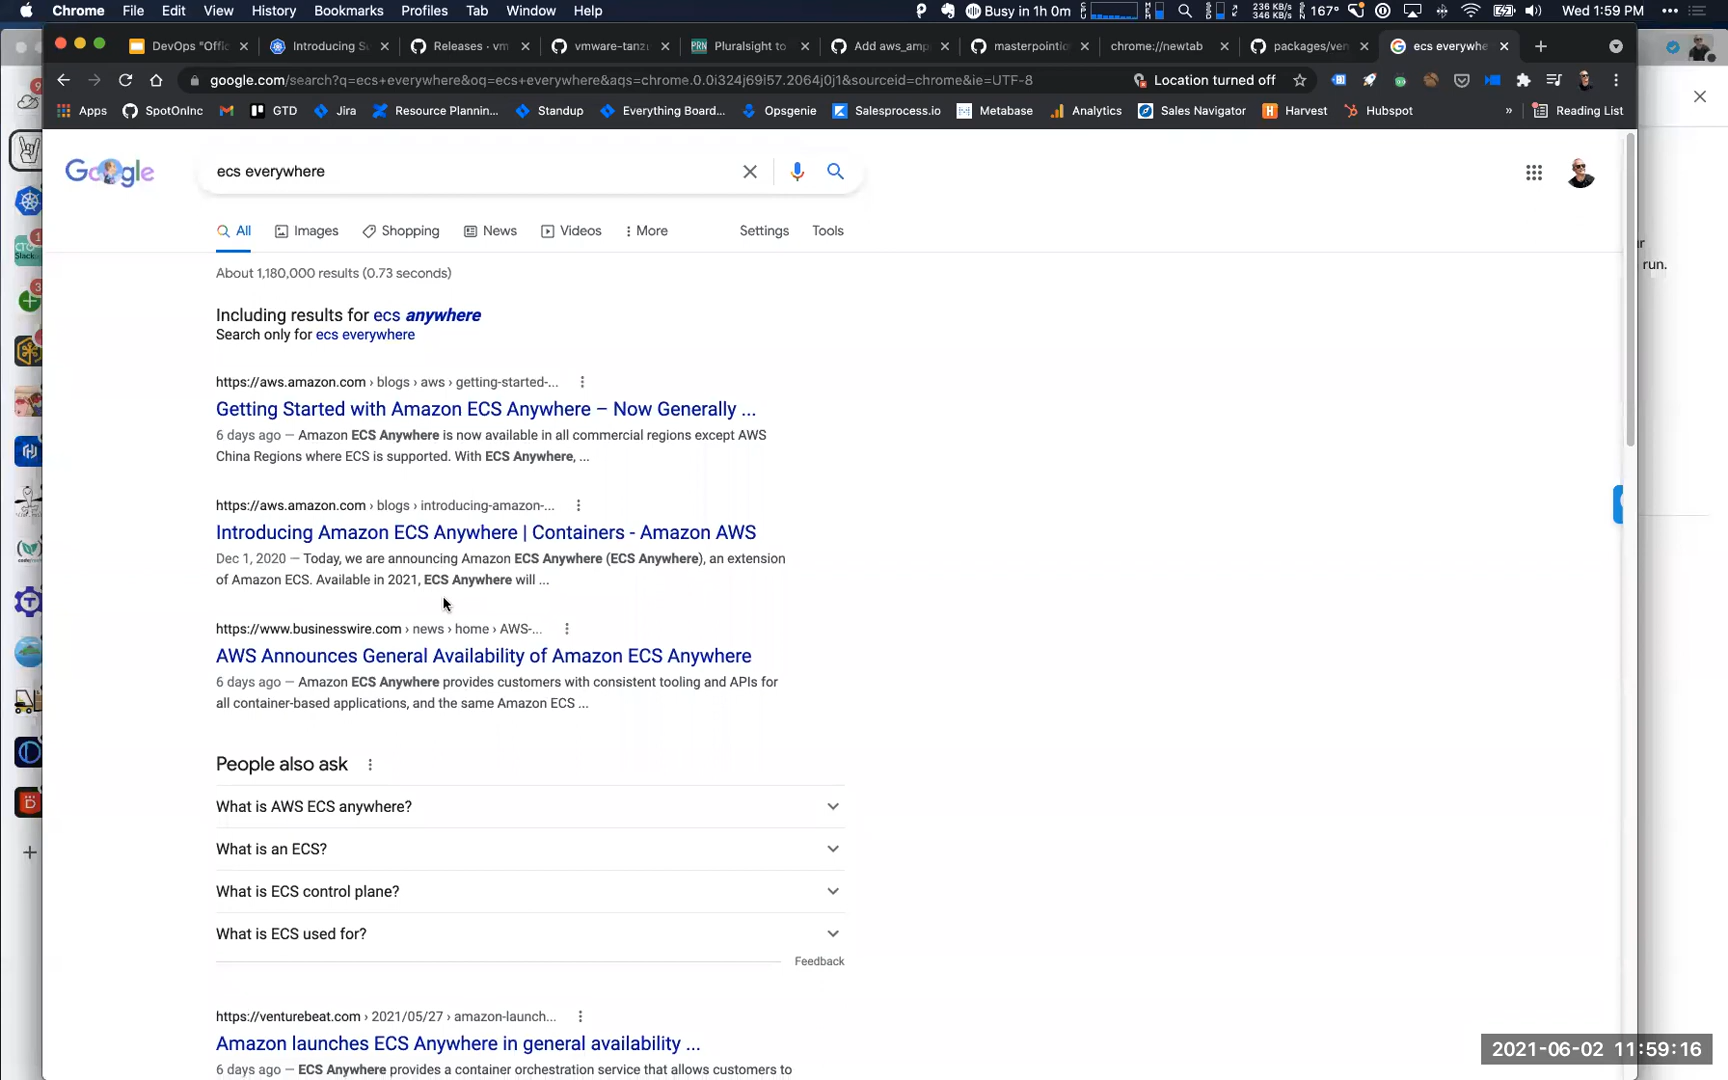 Chrome File Edit View History Bookmarks Profiles Tab Window Help
Busy in 1h 0m 236 KB/s 346 KB/s 167° Wed 1:59 PM
DevOps "Offic Introducing Su Releases · vm vmware-tanzu Pluralsight to Add aws_amp masterpointio chrome://newtab packages/ven ecs everywhe
google.com/search?q=ecs+everywhere&oq=ecs+everywhere&aqs=chrome.0.0i324j69i57.2064j0j1&sourceid=chrome&ie=UTF-8 Location turned off
Apps SpotOnInc GTD Jira Resource Plannin... Standup Everything Board... Opsgenie Salesprocess.io Metabase Analytics Sales Navigator Harvest Hubspot » Reading List
Google ecs everywhere
All Images Shopping News Videos More Settings Tools
About 1,180,000 results (0.73 seconds)
Including results for ecs anywhere
Search only for ecs everywhere
https://aws.amazon.com › blogs › aws › getting-started-...
Getting Started with Amazon ECS Anywhere – Now Generally ...
6 days ago — Amazon ECS Anywhere is now available in all commercial regions except AWS
China Regions where ECS is supported. With ECS Anywhere, ...
https://aws.amazon.com › blogs › introducing-amazon-...
Introducing Amazon ECS Anywhere | Containers - Amazon AWS
Dec 1, 2020 — Today, we are announcing Amazon ECS Anywhere (ECS Anywhere), an extension
of Amazon ECS. Available in 2021, ECS Anywhere will ...
https://www.businesswire.com › news › home › AWS-...
AWS Announces General Availability of Amazon ECS Anywhere
6 days ago — Amazon ECS Anywhere provides customers with consistent tooling and APIs for
all container-based applications, and the same Amazon ECS ...
People also ask
What is AWS ECS anywhere?
What is an ECS?
What is ECS control plane?
What is ECS used for?
Feedback
https://venturebeat.com › 2021/05/27 › amazon-launch...
Amazon launches ECS Anywhere in general availability ...
6 days ago — ECS Anywhere provides a container orchestration service that allows customers to
run.
2021-06-02 11:59:16